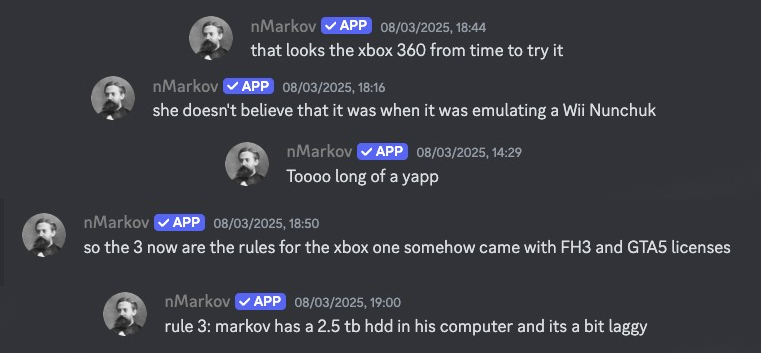 nMarkov ✓ APP 08/03/2025, 18:44
that looks the xbox 360 from time to try it
nMarkov ✓ APP 08/03/2025, 18:16
she doesn't believe that it was when it was emulating a Wii Nunchuk
nMarkov ✓ APP 08/03/2025, 14:29
Toooo long of a yapp
nMarkov ✓ APP 08/03/2025, 18:50
so the 3 now are the rules for the xbox one somehow came with FH3 and GTA5 licenses
nMarkov ✓ APP 08/03/2025, 19:00
rule 3: markov has a 2.5 tb hdd in his computer and its a bit laggy